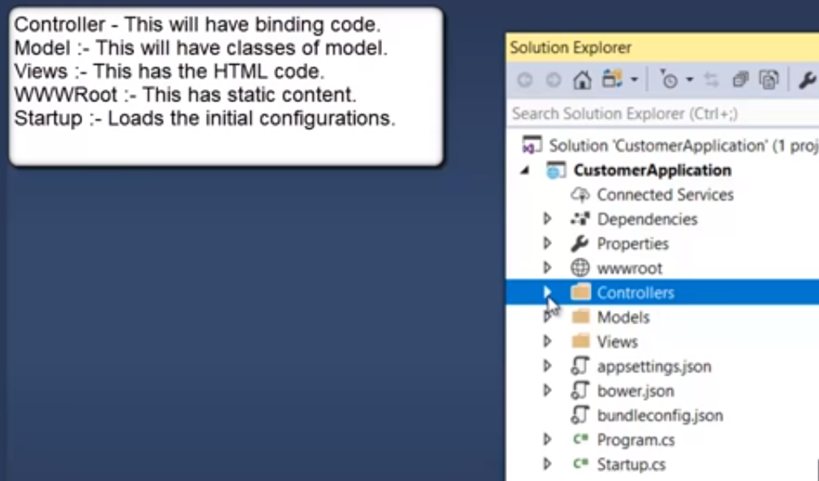 Controller - This will have binding code.
Model :- This will have classes of model.
Views :- This has the HTML code.
WWWRoot :- This has static content.
Startup :- Loads the initial configurations.
Solution Explorer
Search Solution Explorer (Ctrl+;)
Solution 'CustomerApplication' (1 proj
CustomerApplication
Connected Services
Dependencies
Properties
wwwroot
Controllers
Models
Views
appsettings.json
bower.json
bundleconfig.json
C# Program.cs
C# Startup.cs